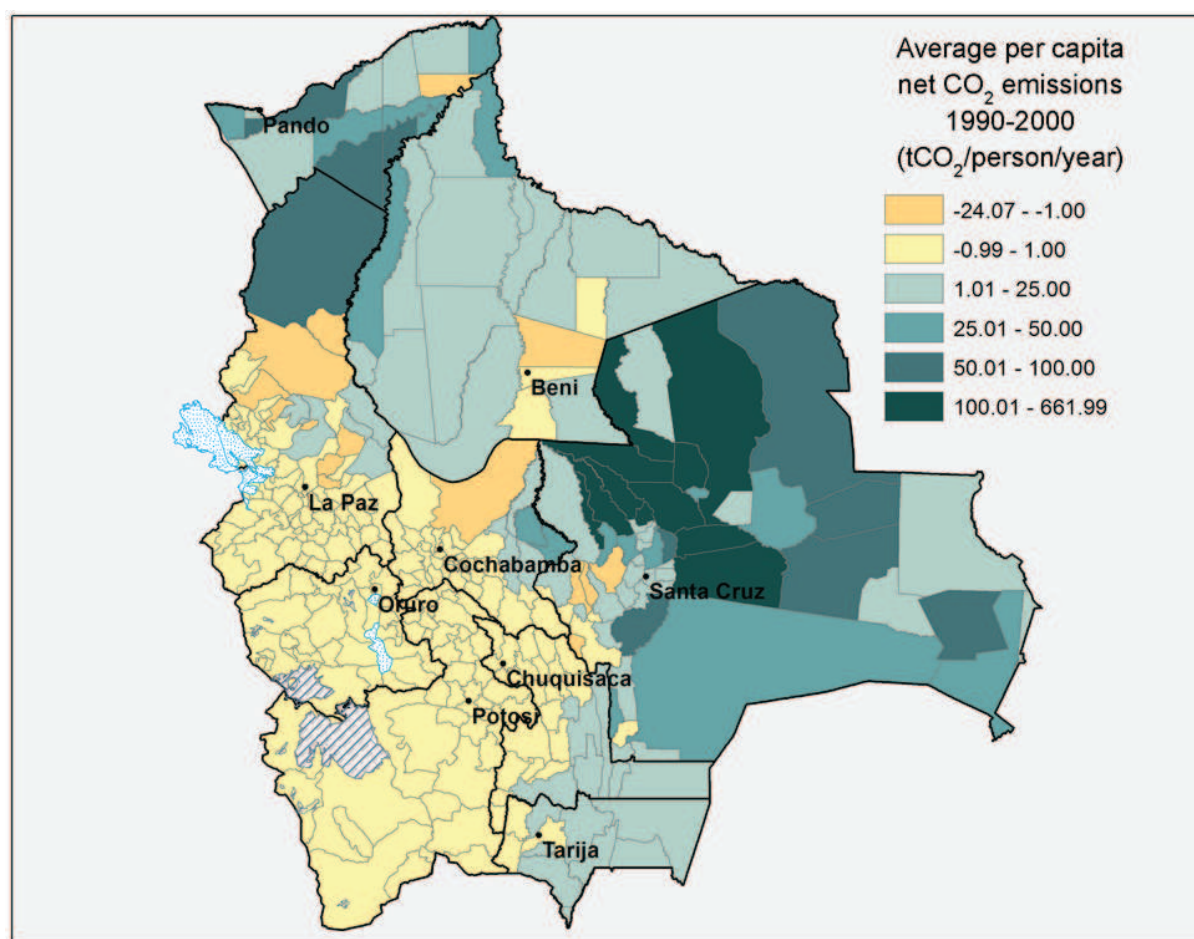 Average per capita
net CO₂ emissions
1990-2000
(tCO₂/person/year)
-24.07 - -1.00
-0.99 - 1.00
1.01 - 25.00
25.01 - 50.00
50.01 - 100.00
100.01 - 661.99
Pando
Beni
La Paz
Cochabamba
Oruro
Santa Cruz
Chuquisaca
Potosi
Tarija